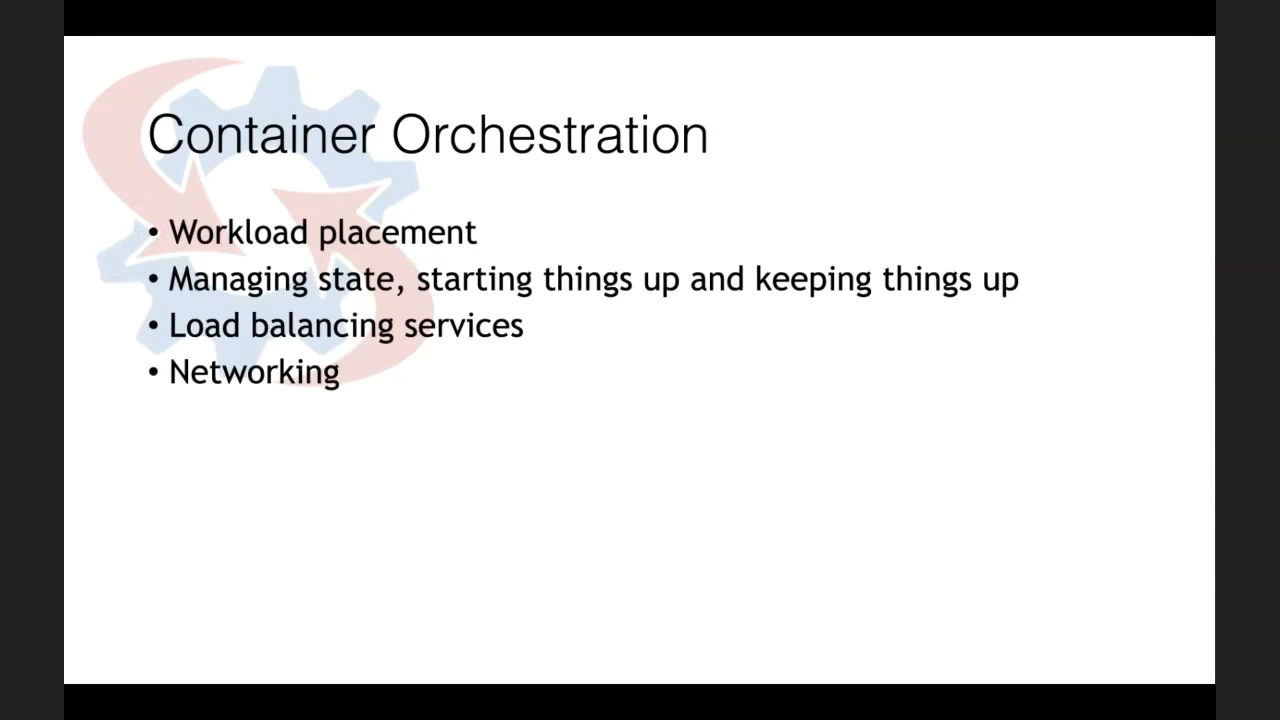 Container Orchestration
• Workload placement
• Managing state, starting things up and keeping things up
• Load balancing services
• Networking